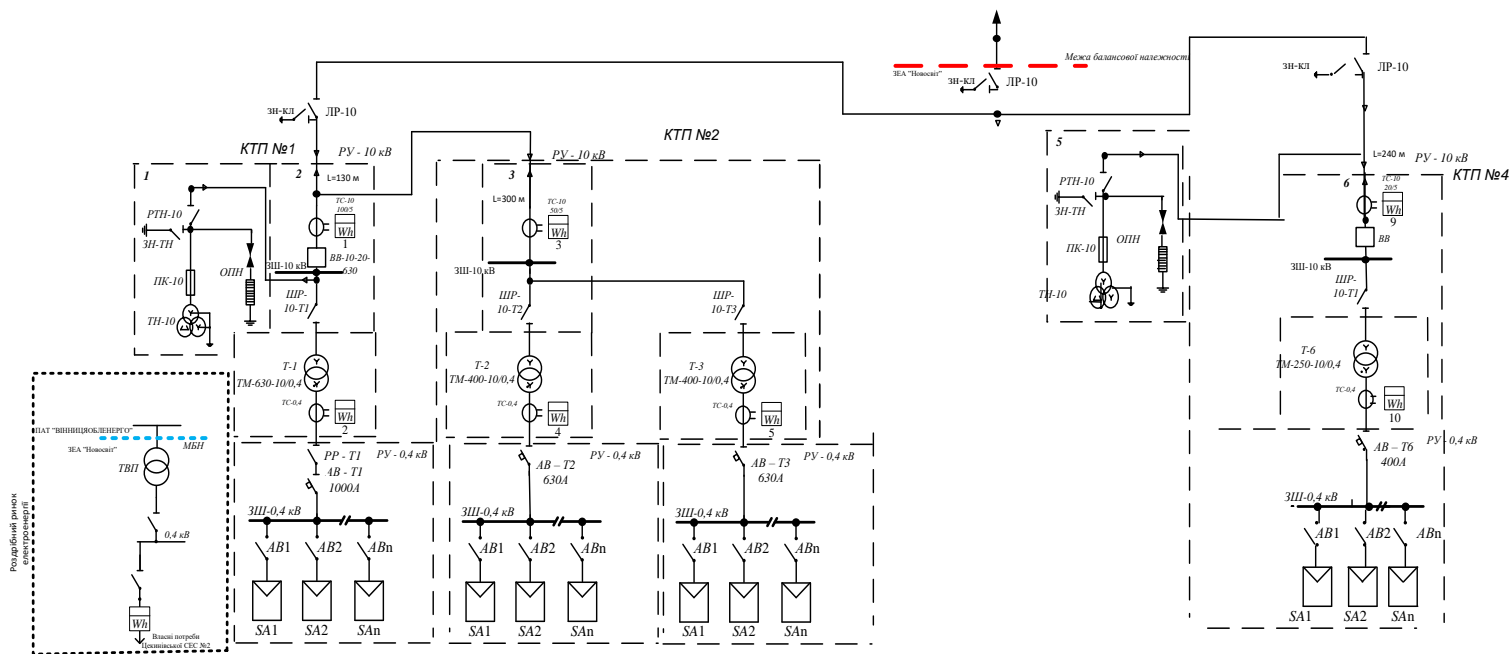 Межа балансової належності
ЗЕА "Новосвіт"
зн-кл
ЛР-10
зн-кл
ЛР-10
зн-кл
ЛР-10
КТП №1
РУ - 10 кВ
1
2
L=130 м
РТН-10
ЗН-ТН
ПК-10
ОПН
ТН-10
ТС-10
100/5
Wh
1
ВВ-10-20-
630
ЗШ-10 кВ
ШР-
10-Т1
Т-1
ТМ-630-10/0,4
ТС-0,4
Wh
2
РУ - 0,4 кВ
РР - Т1
АВ - Т1
1000А
ЗШ-0,4 кВ
АВ1
АВ2
АВn
SA1
SA2
SAn
КТП №2
РУ - 10 кВ
3
L=300 м
ТС-10
50/5
Wh
3
ЗШ-10 кВ
ШР-
10-Т2
ШР-
10-Т3
Т-2
ТМ-400-10/0,4
ТС-0,4
Wh
4
Т-3
ТМ-400-10/0,4
ТС-0,4
Wh
5
РУ - 0,4 кВ
АВ – Т2
630А
ЗШ-0,4 кВ
АВ1
АВ2
АВn
SA1
SA2
SAn
РУ - 0,4 кВ
АВ – Т3
630А
ЗШ-0,4 кВ
АВ1
АВ2
АВn
SA1
SA2
SAn
5
РТН-10
ЗН-ТН
ПК-10
ОПН
ТН-10
L=240 м
РУ - 10 кВ
КТП №4
6
ТС-10
20/5
Wh
9
ВВ
ЗШ-10 кВ
ШР-
10-Т1
Т-6
ТМ-250-10/0,4
ТС-0,4
Wh
10
РУ - 0,4 кВ
АВ – Т6
400А
ЗШ-0,4 кВ
АВ1
АВ2
АВn
SA1
SA2
SAn
Роздрібний ринок
електроенергії
ПАТ "ВІННИЦЯОБЛЕНЕРГО"
МБН
ЗЕА "Новосвіт"
ТВП
0,4 кВ
Wh
Власні потреби
Цекинівської СЕС №2